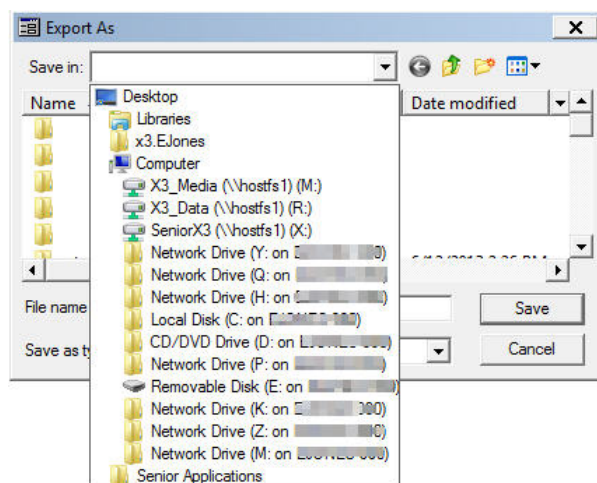 Export As
Save in:
Name
Date modified
Desktop
Libraries
x3.EJones
Computer
X3_Media (\\hostfs1) (M:)
X3_Data (\\hostfs1) (R:)
SeniorX3 (\\hostfs1) (X:)
Network Drive (Y: on
Network Drive (Q: on
Network Drive (H: on
Local Disk (C: on
CD/DVD Drive (D: on
Network Drive (P: on
Removable Disk (E: on
Network Drive (K: on
Network Drive (Z: on
Network Drive (M: on
Senior Applications
File name
Save
Save as
Cancel